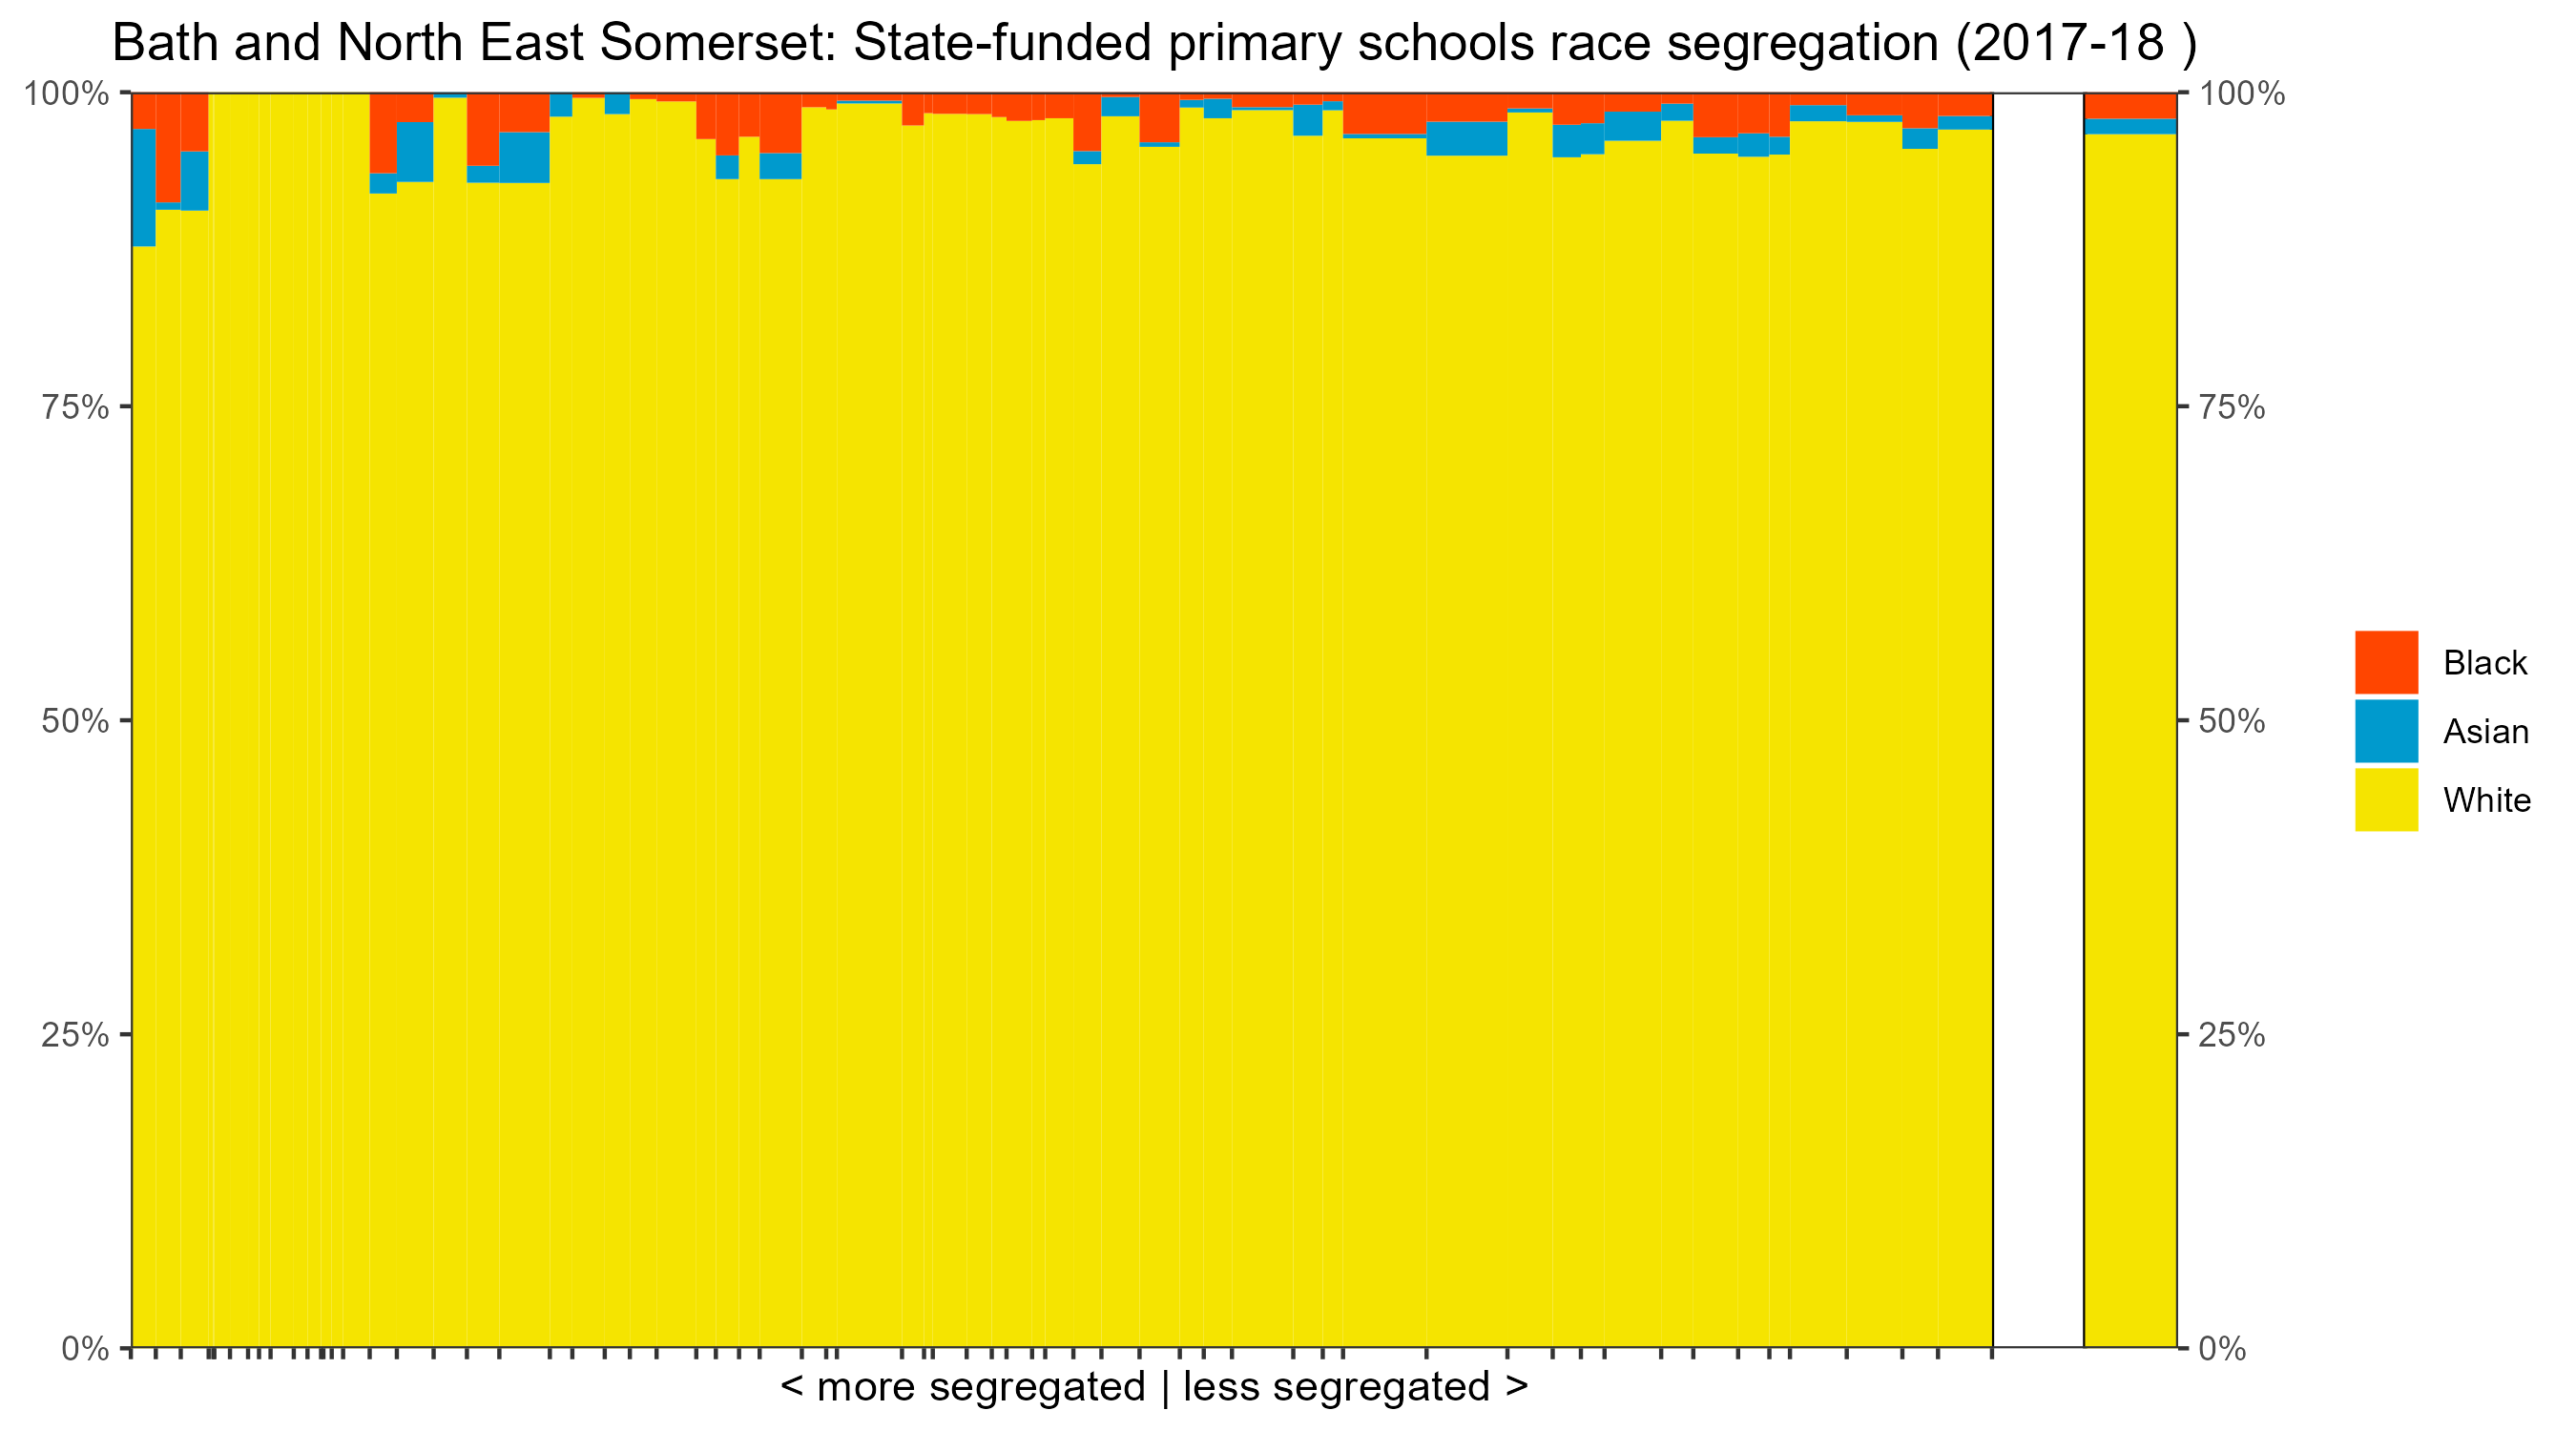 Bath and North East Somerset: State-funded primary schools race segregation (2017-18 )
100%
75%
50%
25%
0%
100%
75%
50%
25%
0%
Black
Asian
White
< more segregated | less segregated >